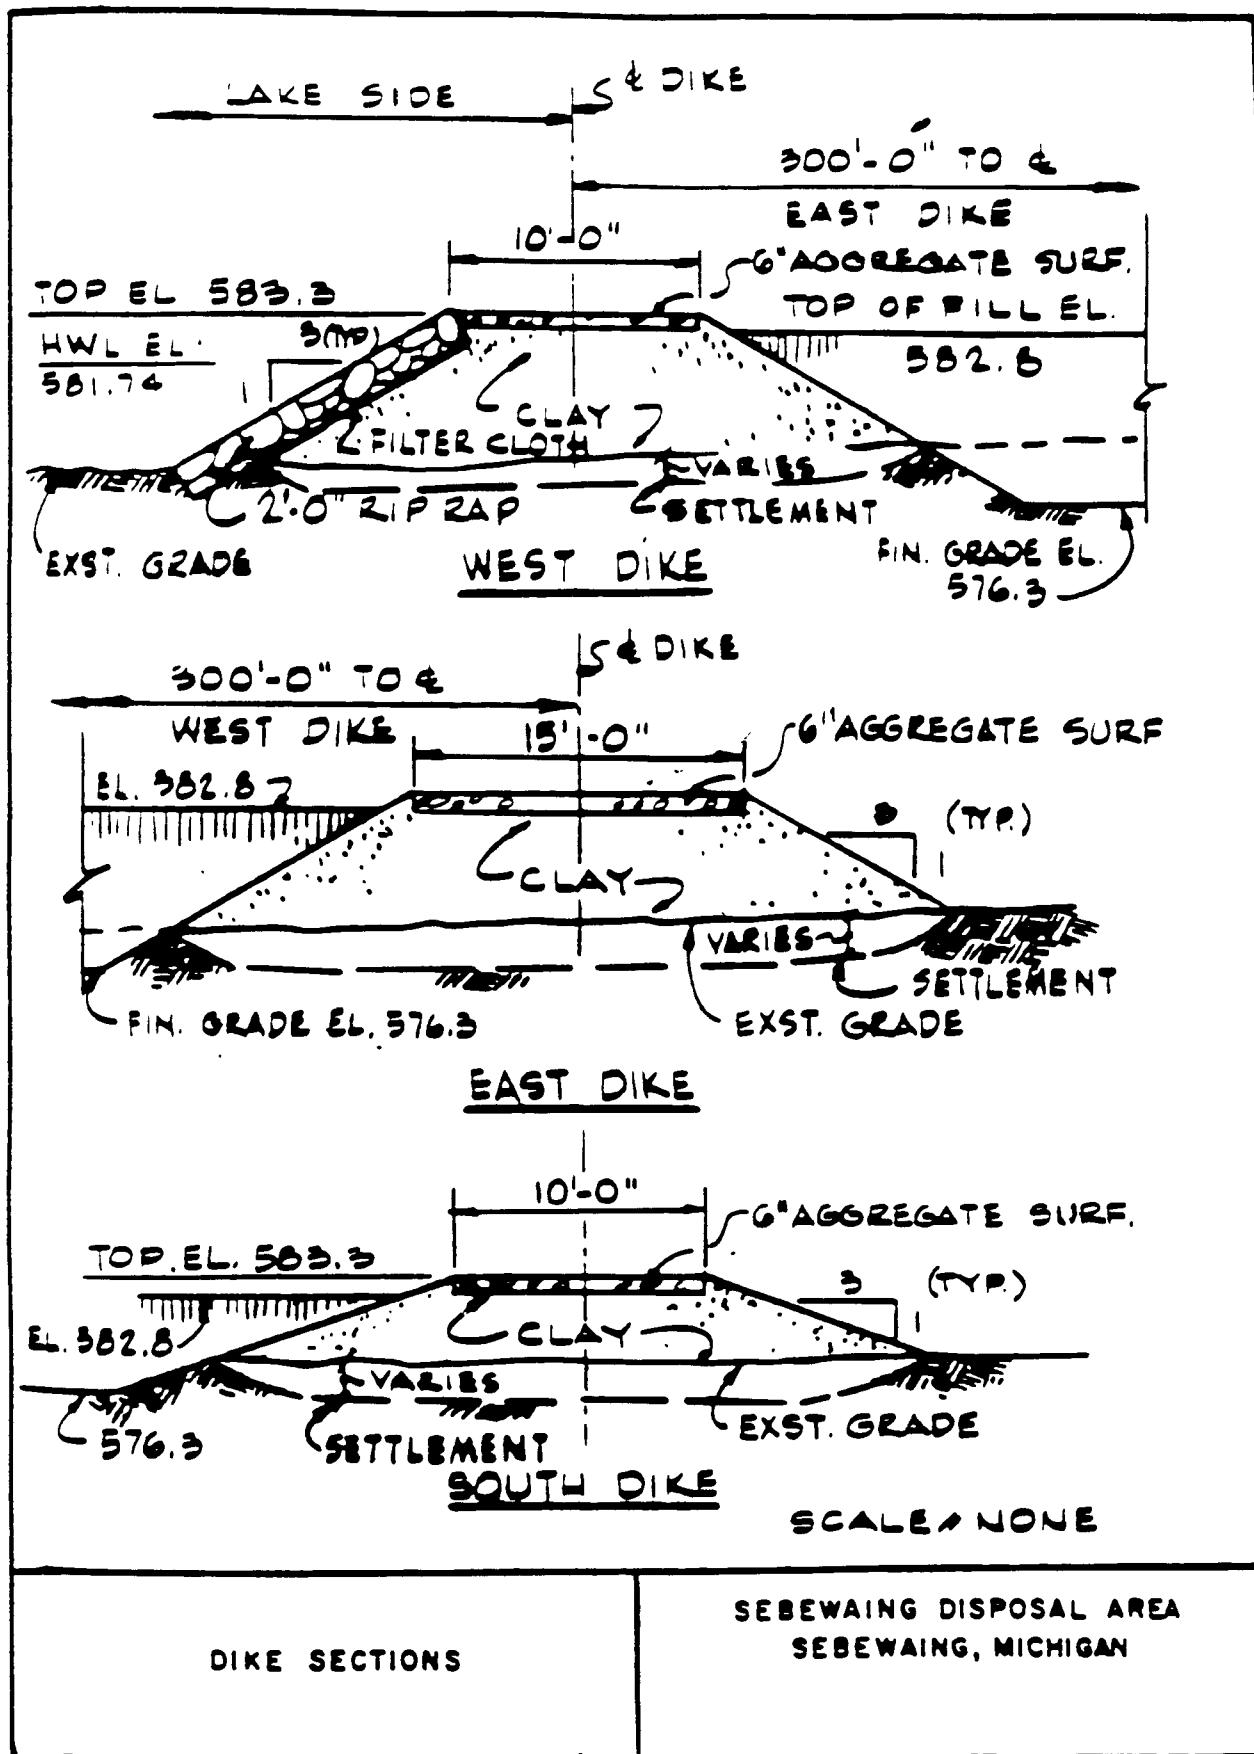 LAKE SIDE
℄ DIKE
300'-0" TO ℄
EAST DIKE
10'-0"
6" AGGREGATE SURF.
TOP EL 583.3
TOP OF FILL EL.
582.8
HWL EL.
581.74
3 (TYP)
1
CLAY
FILTER CLOTH
VARIES
2'-0" RIP RAP
SETTLEMENT
EXST. GRADE
FIN. GRADE EL.
576.3
WEST DIKE
℄ DIKE
300'-0" TO ℄
WEST DIKE
15'-0"
6" AGGREGATE SURF
EL. 382.8
3 (TYP.)
1
CLAY
VARIES
SETTLEMENT
FIN. GRADE EL. 576.3
EXST. GRADE
EAST DIKE
10'-0"
6" AGGREGATE SURF.
TOP. EL. 583.3
3 (TYP.)
1
EL. 382.8
CLAY
VARIES
576.3
SETTLEMENT
EXST. GRADE
SOUTH DIKE
SCALE NONE
DIKE SECTIONS
SEBEWAING DISPOSAL AREA
SEBEWAING, MICHIGAN